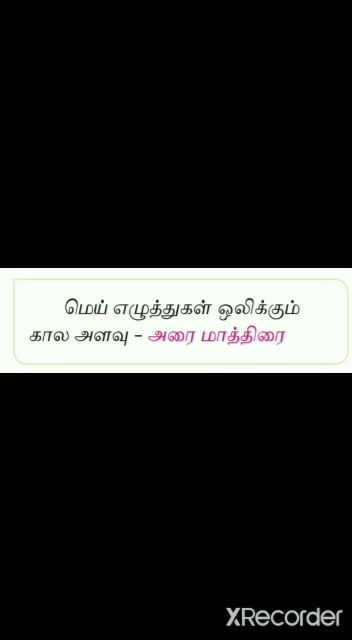 மெய் எழுத்துகள் ஒலிக்கும்
கால அளவு – அரை மாத்திரை
XRecorder